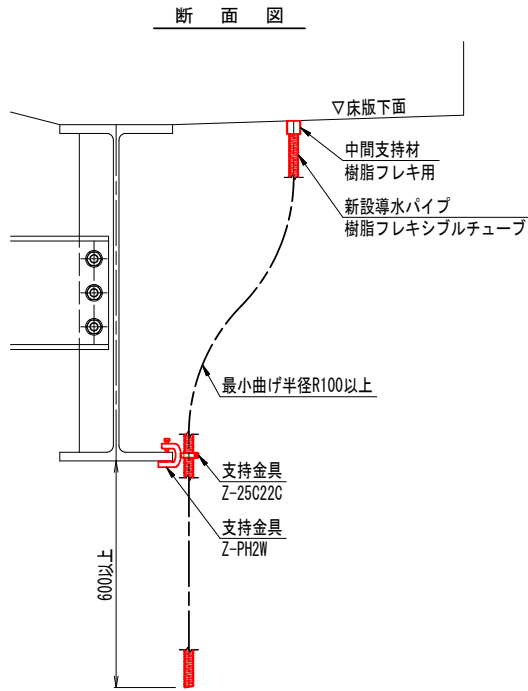 断面図
▽床版下面
中間支持材
樹脂フレキ用
新設導水パイプ
樹脂フレキシブルチューブ
最小曲げ半径R100以上
支持金具
Z-25C22C
支持金具
Z-PH2W
600以上